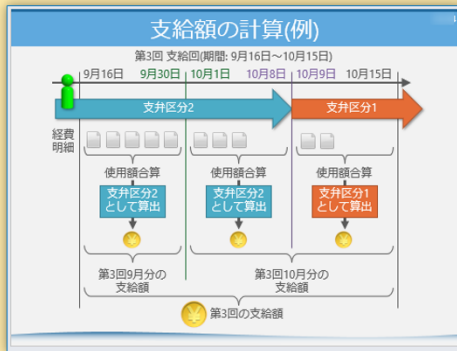 支給額の計算(例)
第3回 支給回(期間: 9月16日～10月15日)
9月16日 9月30日 10月1日 10月8日 10月9日 10月15日
支弁区分2 支弁区分1
経費
明細
使用額合算 使用額合算 使用額合算
支弁区分2
として算出
支弁区分2
として算出
支弁区分1
として算出
第3回9月分の
支給額
第3回10月分の
支給額
第3回の支給額